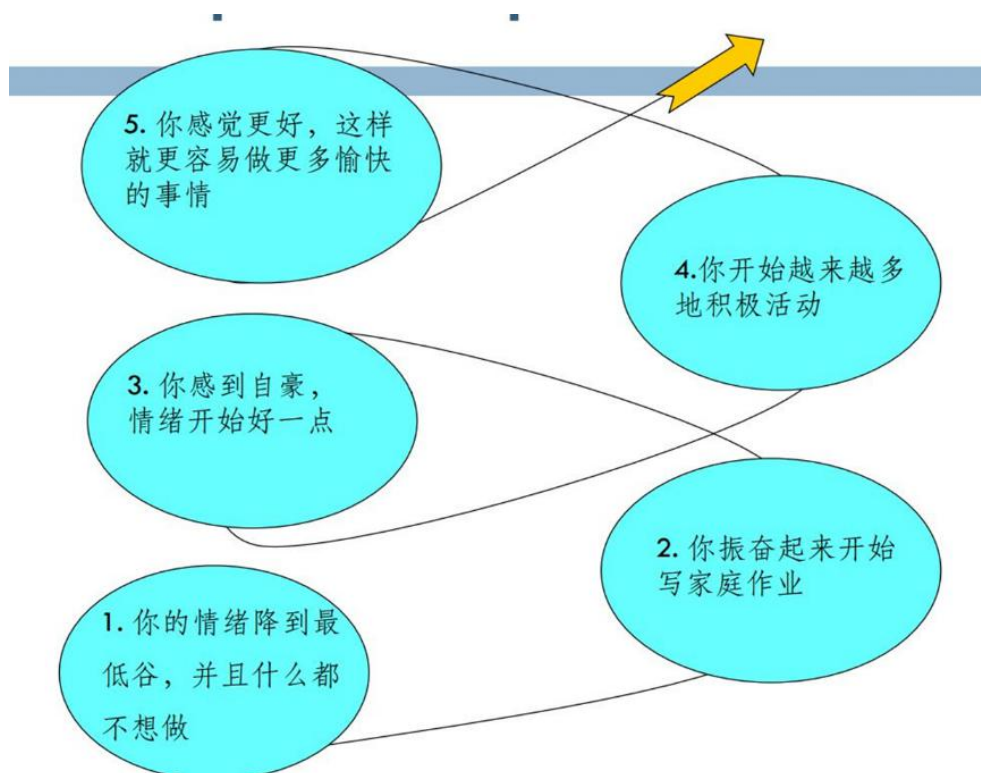 5. 你感觉更好，这样
就更容易做更多愉快
的事情
4.你开始越来越多
地积极活动
3. 你感到自豪，
情绪开始好一点
2. 你振奋起来开始
写家庭作业
1. 你的情绪降到最
低谷，并且什么都
不想做